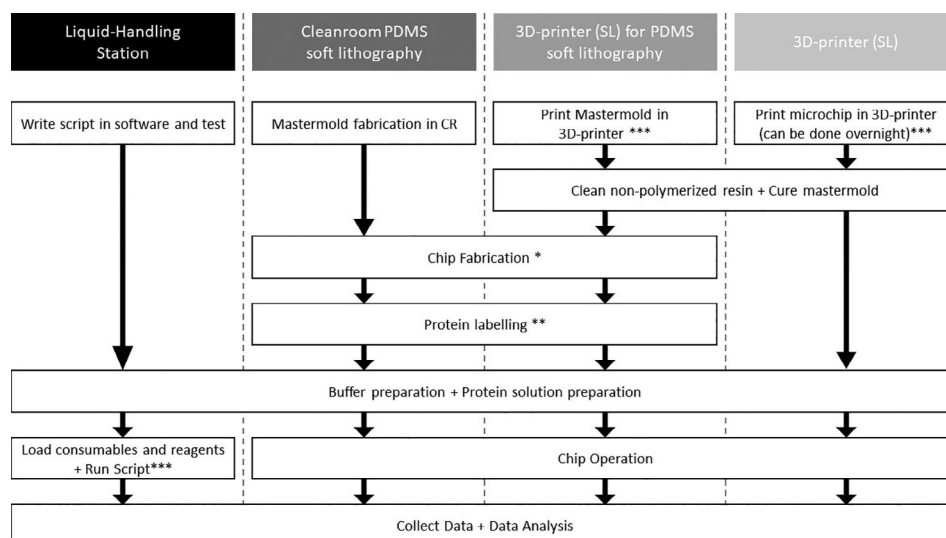 Liquid-Handling
Station
Cleanroom PDMS
soft lithography
3D-printer (SL) for PDMS
soft lithography
3D-printer (SL)
Write script in software and test
Mastermold fabrication in CR
Print Mastermold in
3D-printer ***
Print microchip in 3D-printer
(can be done overnight)***
Clean non-polymerized resin + Cure mastermold
Chip Fabrication *
Protein labelling **
Buffer preparation + Protein solution preparation
Load consumables and reagents
+ Run Script***
Chip Operation
Collect Data + Data Analysis